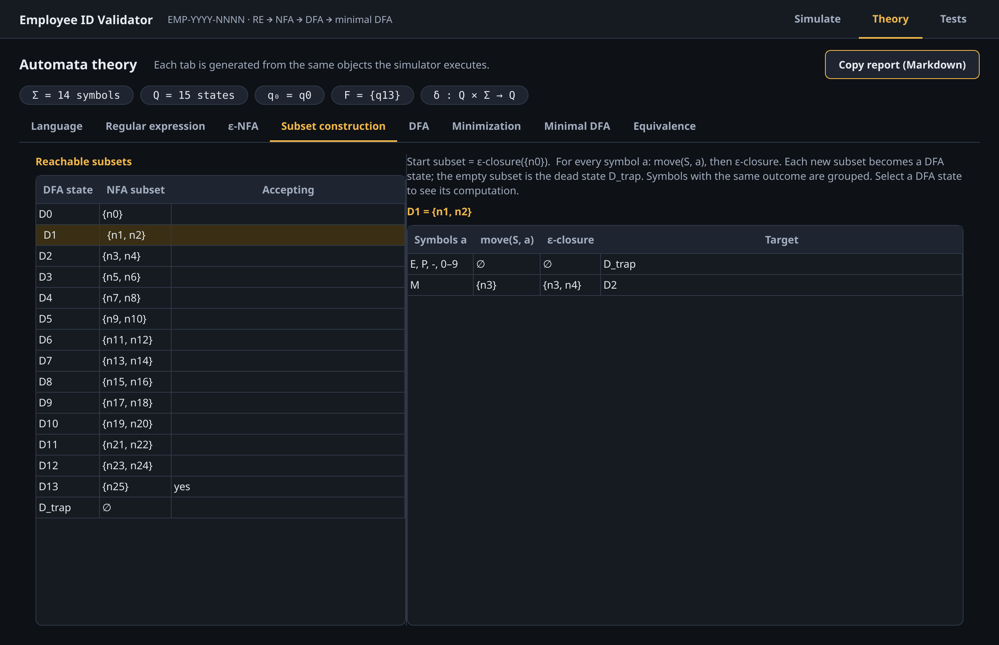 Employee ID Validator EMP-YYYY-NNNN · RE → NFA → DFA → minimal DFA Simulate Theory Tests
Automata theory Each tab is generated from the same objects the simulator executes. Copy report (Markdown)
Σ = 14 symbols Q = 15 states q₀ = q0 F = {q13} δ : Q × Σ → Q
Language Regular expression ε-NFA Subset construction DFA Minimization Minimal DFA Equivalence
Reachable subsets
DFA state NFA subset Accepting
D0 {n0}
D1 {n1, n2}
D2 {n3, n4}
D3 {n5, n6}
D4 {n7, n8}
D5 {n9, n10}
D6 {n11, n12}
D7 {n13, n14}
D8 {n15, n16}
D9 {n17, n18}
D10 {n19, n20}
D11 {n21, n22}
D12 {n23, n24}
D13 {n25} yes
D_trap ∅
Start subset = ε-closure({n0}).  For every symbol a: move(S, a), then ε-closure. Each new subset becomes a DFA
state; the empty subset is the dead state D_trap. Symbols with the same outcome are grouped. Select a DFA state
to see its computation.
D1 = {n1, n2}
Symbols a move(S, a) ε-closure Target
E, P, -, 0–9 ∅ ∅ D_trap
M {n3} {n3, n4} D2